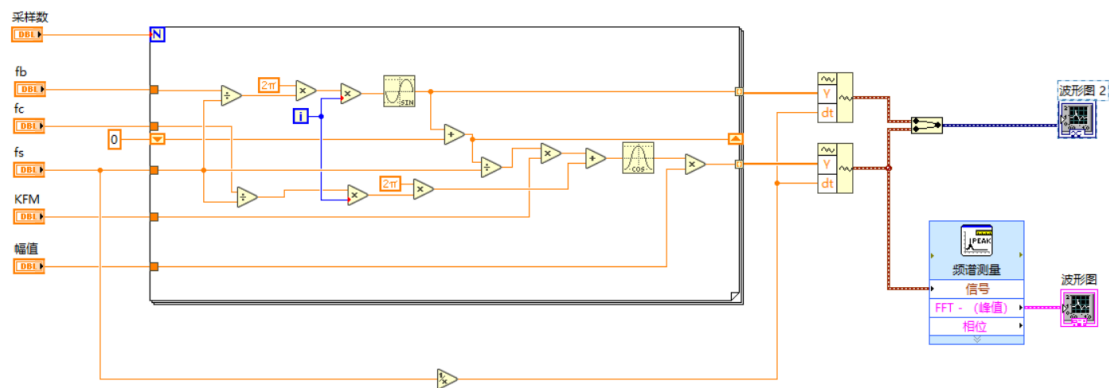 采样数
DBL
N
fb
DBL
2π
SIN
i
fc
DBL
0
fs
DBL
2π
COS
KFM
DBL
幅值
DBL
Y
dt
Y
dt
波形图 2
PEAK
频谱测量
信号
FFT - （峰值）
相位
波形图
1/x